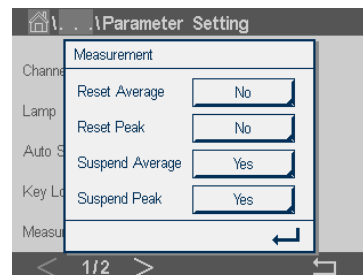 \. . .\Parameter Setting
Measurement
Channe
Reset Average No
Lamp
Reset Peak No
Auto S
Suspend Average Yes
Key Lo
Suspend Peak Yes
Measu
< 1/2 >